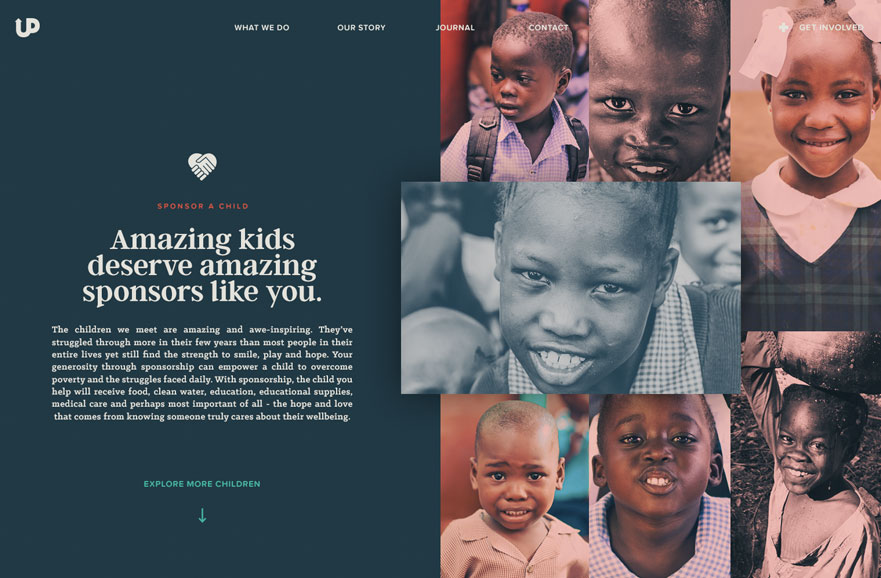 UP
WHAT WE DO
OUR STORY
JOURNAL
CONTACT
GET INVOLVED
SPONSOR A CHILD
Amazing kids
deserve amazing
sponsors like you.
The children we meet are amazing and awe-inspiring. They've
struggled through more in their few years than most people in their
entire lives yet still find the strength to smile, play and hope. Your
generosity through sponsorship can empower a child to overcome
poverty and the struggles faced daily. With sponsorship, the child you
help will receive food, clean water, education, educational supplies,
medical care and perhaps most important of all - the hope and love
that comes from knowing someone truly cares about their wellbeing.
EXPLORE MORE CHILDREN